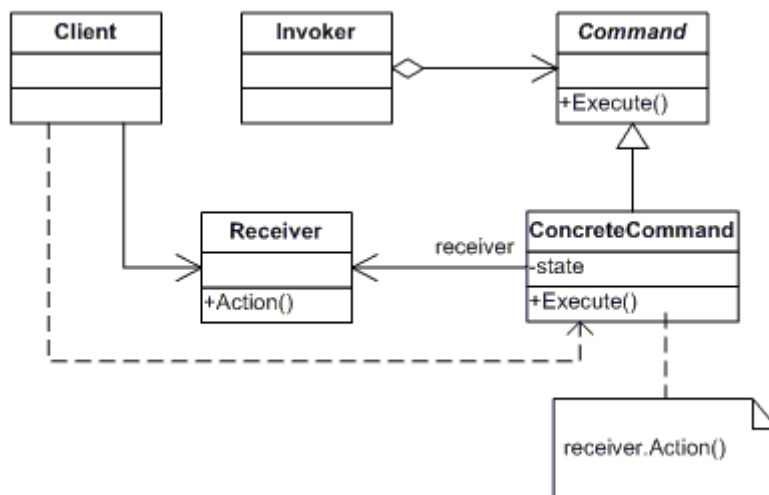 Client
Invoker
Command
+Execute()
Receiver
+Action()
receiver
ConcreteCommand
-state
+Execute()
receiver.Action()